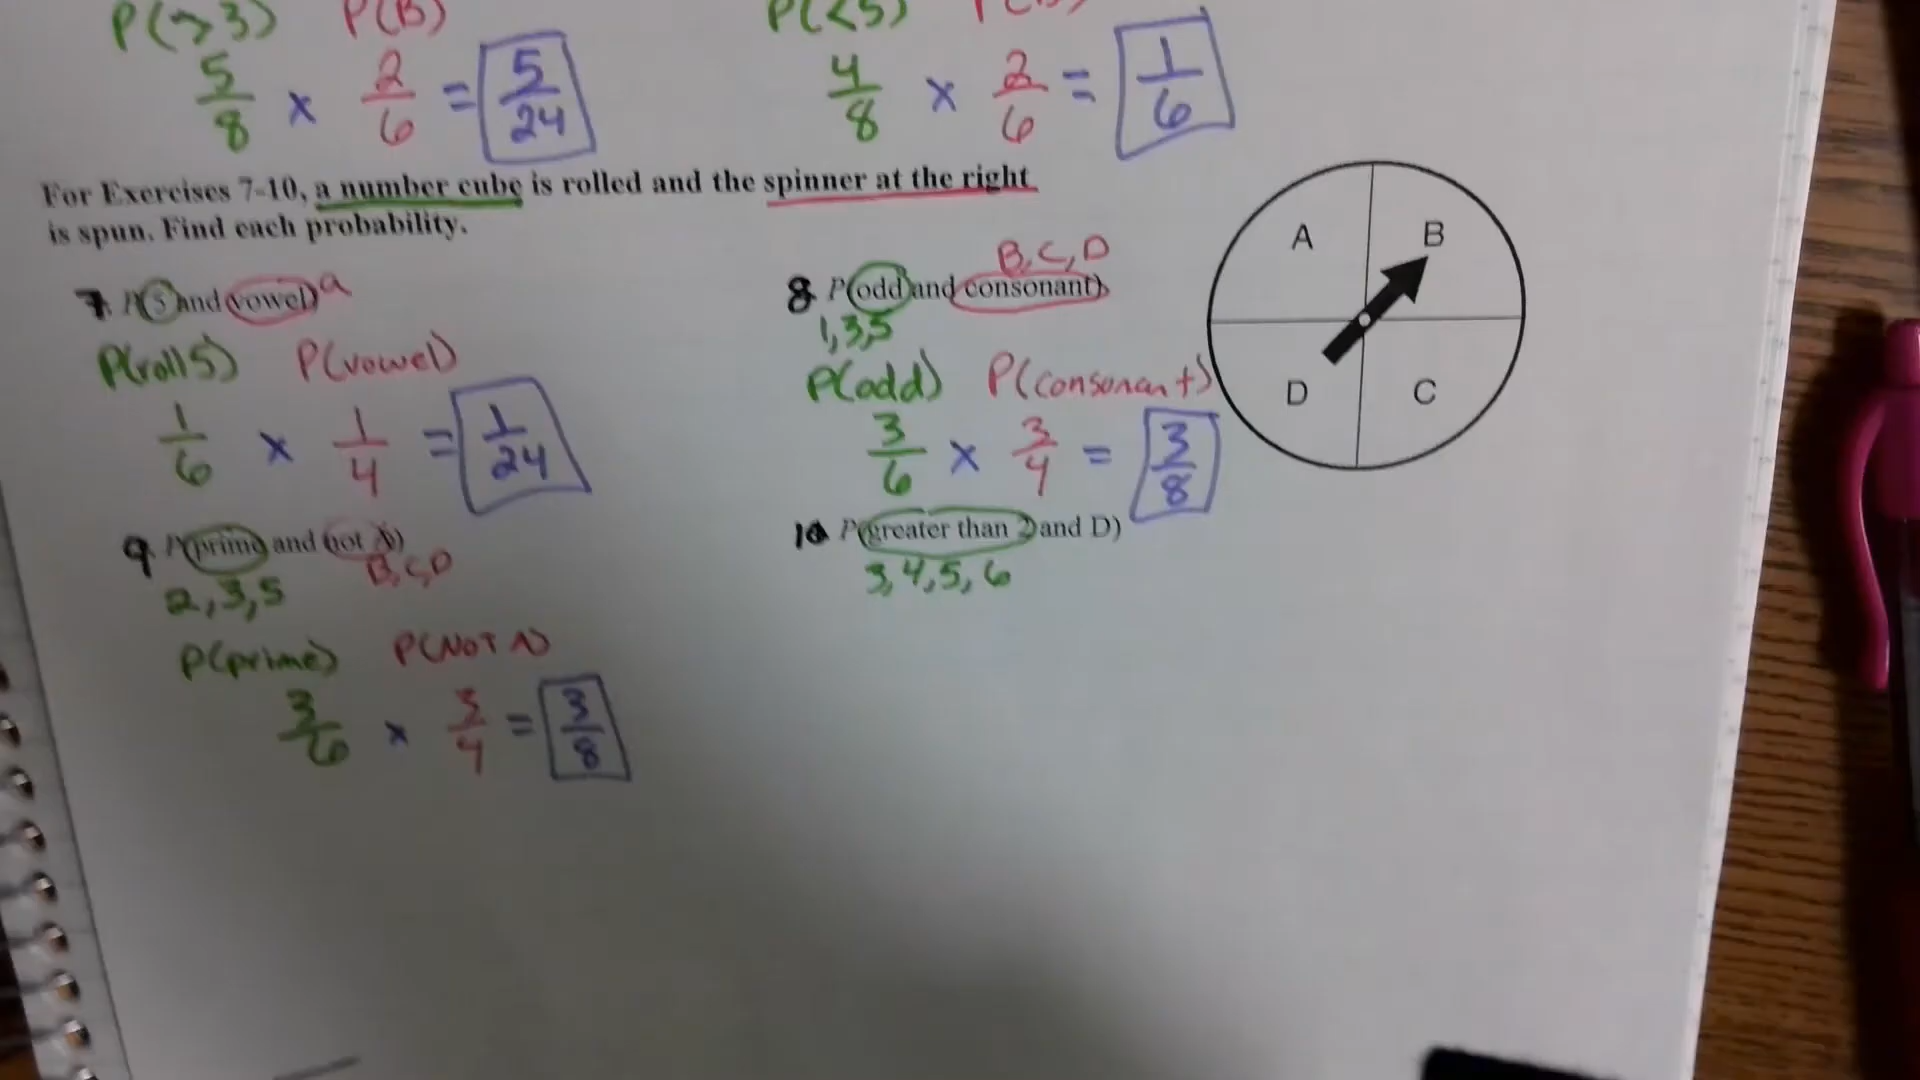 P(>3) P(B) P(<5) P(B)
5/8 x 2/6 = 5/24 4/8 x 2/6 = 1/6
For Exercises 7-10, a number cube is rolled and the spinner at the right
is spun. Find each probability.
A B
D C
7. P(5 and vowel) a
P(roll 5) P(vowel)
1/6 x 1/4 = 1/24
B, C, D
8. P(odd and consonant)
1,3,5
P(odd) P(consonant)
3/6 x 3/4 = 3/8
9. P(prime and not A)
2,3,5 B,C,D
P(prime) P(NOT A)
3/6 x 3/4 = 3/8
10. P(greater than 2 and D)
3,4,5,6